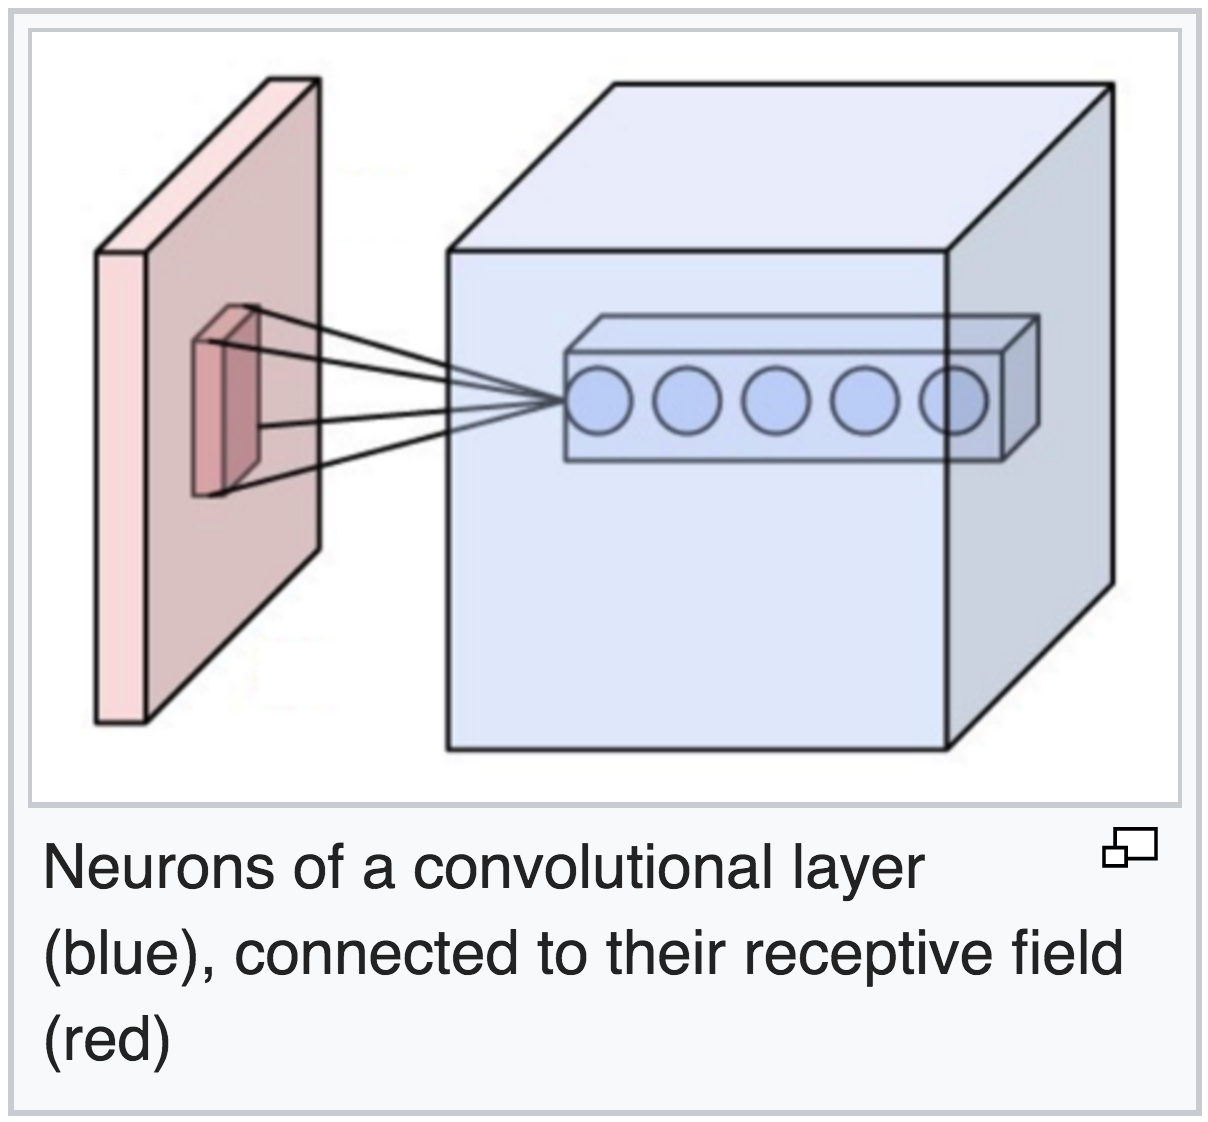 Neurons of a convolutional layer
(blue), connected to their receptive field
(red)